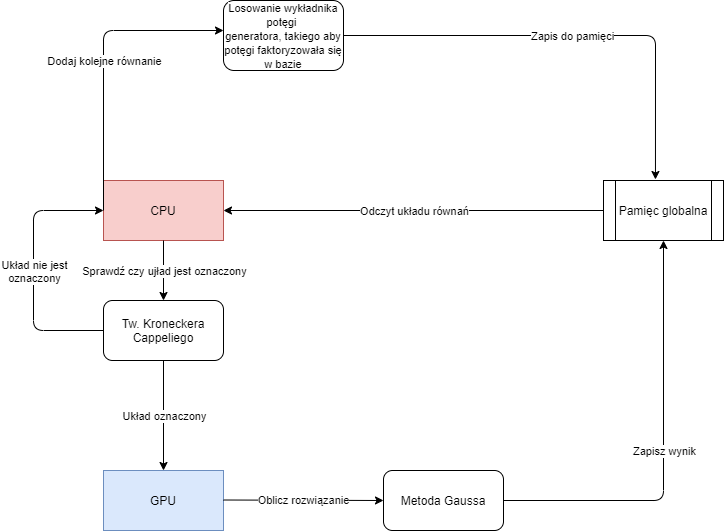 Losowanie wykładnika
potęgi
generatora, takiego aby
potęgi faktoryzowała się
w bazie
Zapis do pamięci
Dodaj kolejne równanie
CPU
Odczyt układu równań
Pamięc globalna
Układ nie jest
oznaczony
Sprawdź czy ujład jest oznaczony
Tw. Kroneckera
Cappeliego
Układ oznaczony
Zapisz wynik
GPU
Oblicz rozwiązanie
Metoda Gaussa